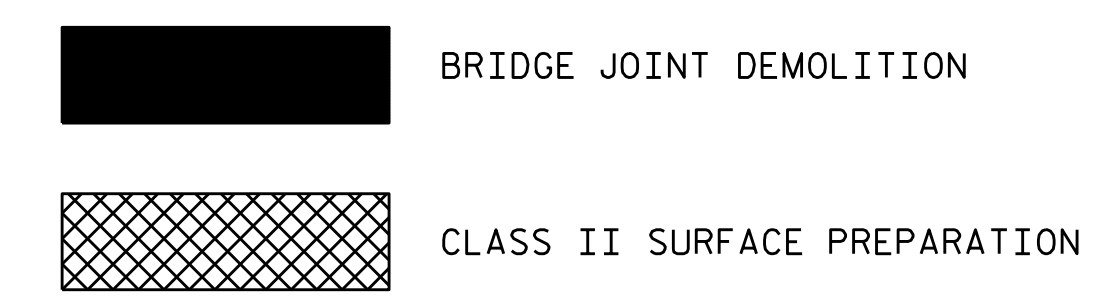 BRIDGE JOINT DEMOLITION
CLASS II SURFACE PREPARATION